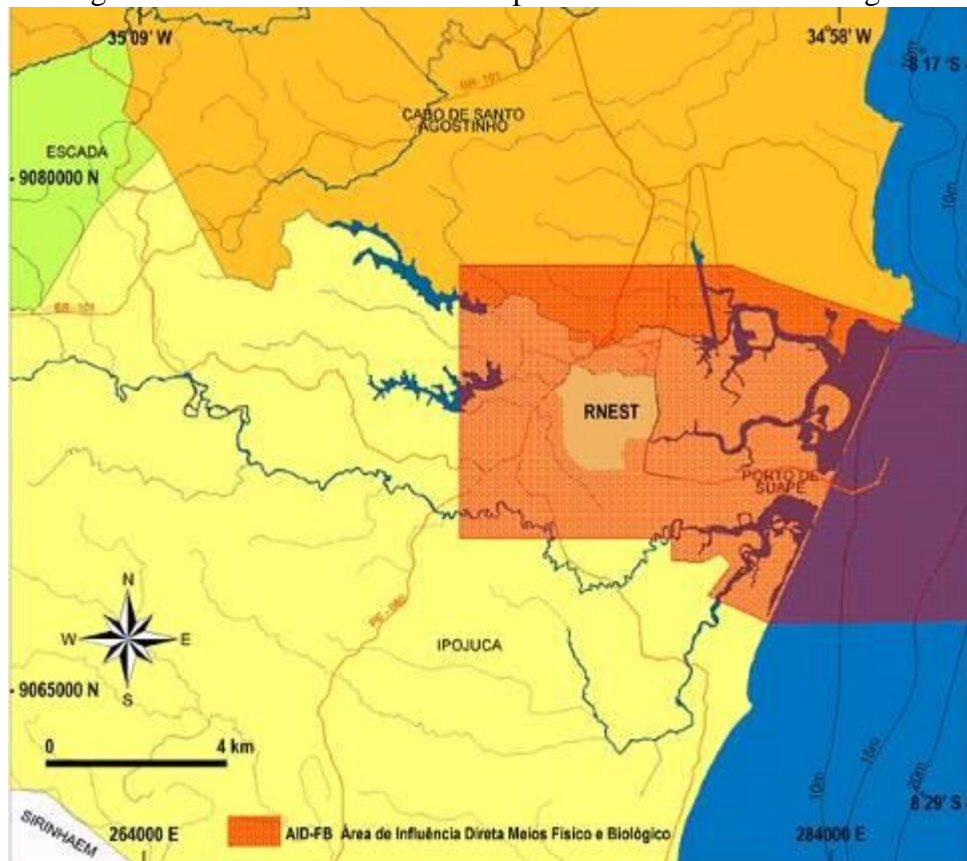 35°09' W
34°58' W
8°17 'S
10m
BR-101
CABO DE SANTO
AGOSTINHO
ESCADA
9080000 N
10m
BR-101
RNEST
PORTO DE
SUAPE
N
W
E
S
IPOJUCA
9065000 N
0
4 km
10m
15m
20m
8°29' S
SIRINHAEM
264000 E
AID-FB Área de Influência Direta Meios Físico e Biológico
284000 E